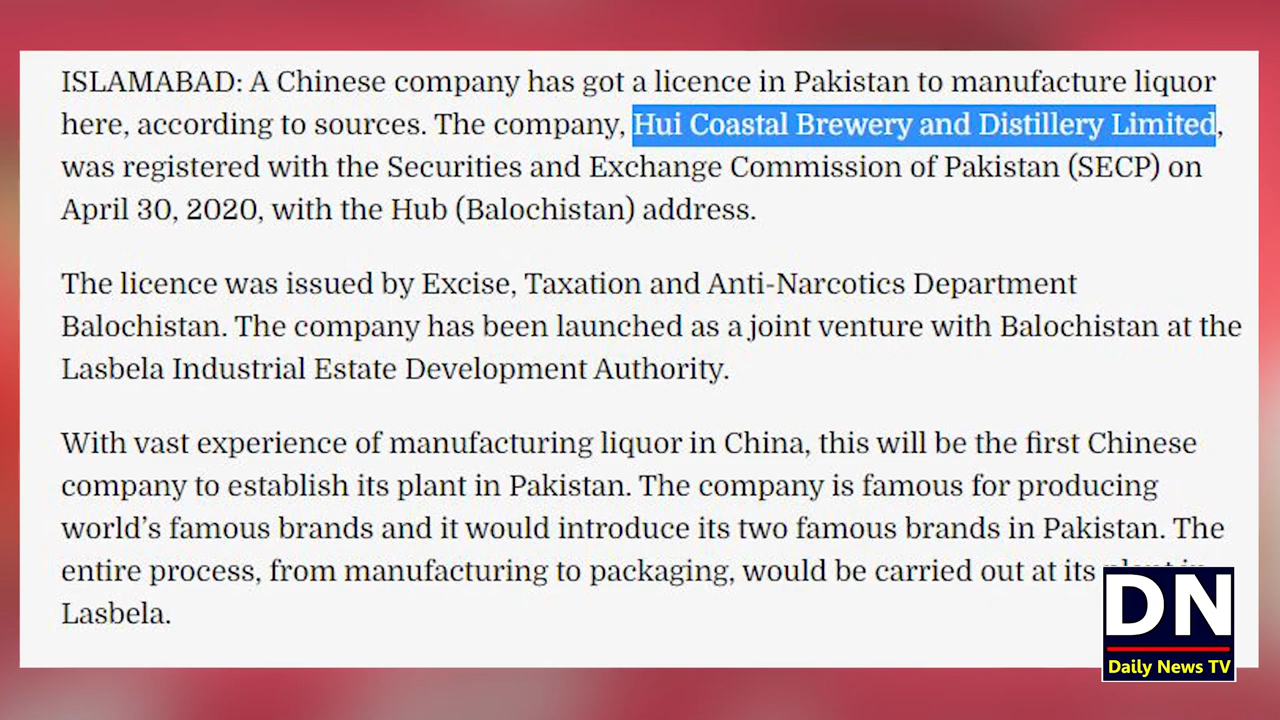 ISLAMABAD: A Chinese company has got a licence in Pakistan to manufacture liquor
here, according to sources. The company, Hui Coastal Brewery and Distillery Limited,
was registered with the Securities and Exchange Commission of Pakistan (SECP) on
April 30, 2020, with the Hub (Balochistan) address.
The licence was issued by Excise, Taxation and Anti-Narcotics Department
Balochistan. The company has been launched as a joint venture with Balochistan at the
Lasbela Industrial Estate Development Authority.
With vast experience of manufacturing liquor in China, this will be the first Chinese
company to establish its plant in Pakistan. The company is famous for producing
world’s famous brands and it would introduce its two famous brands in Pakistan. The
entire process, from manufacturing to packaging, would be carried out at its
Lasbela.
DN
Daily News TV